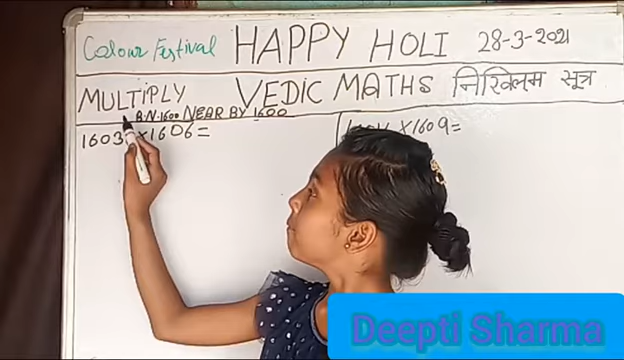 Colour Festival HAPPY HOLI 28-3-2021
MULTIPLY VEDIC MATHS निखिलम सूत्र
B.N. 1600 NEAR BY 1600
1603 × 1606 =
× 1609 =
Deepti Sharma